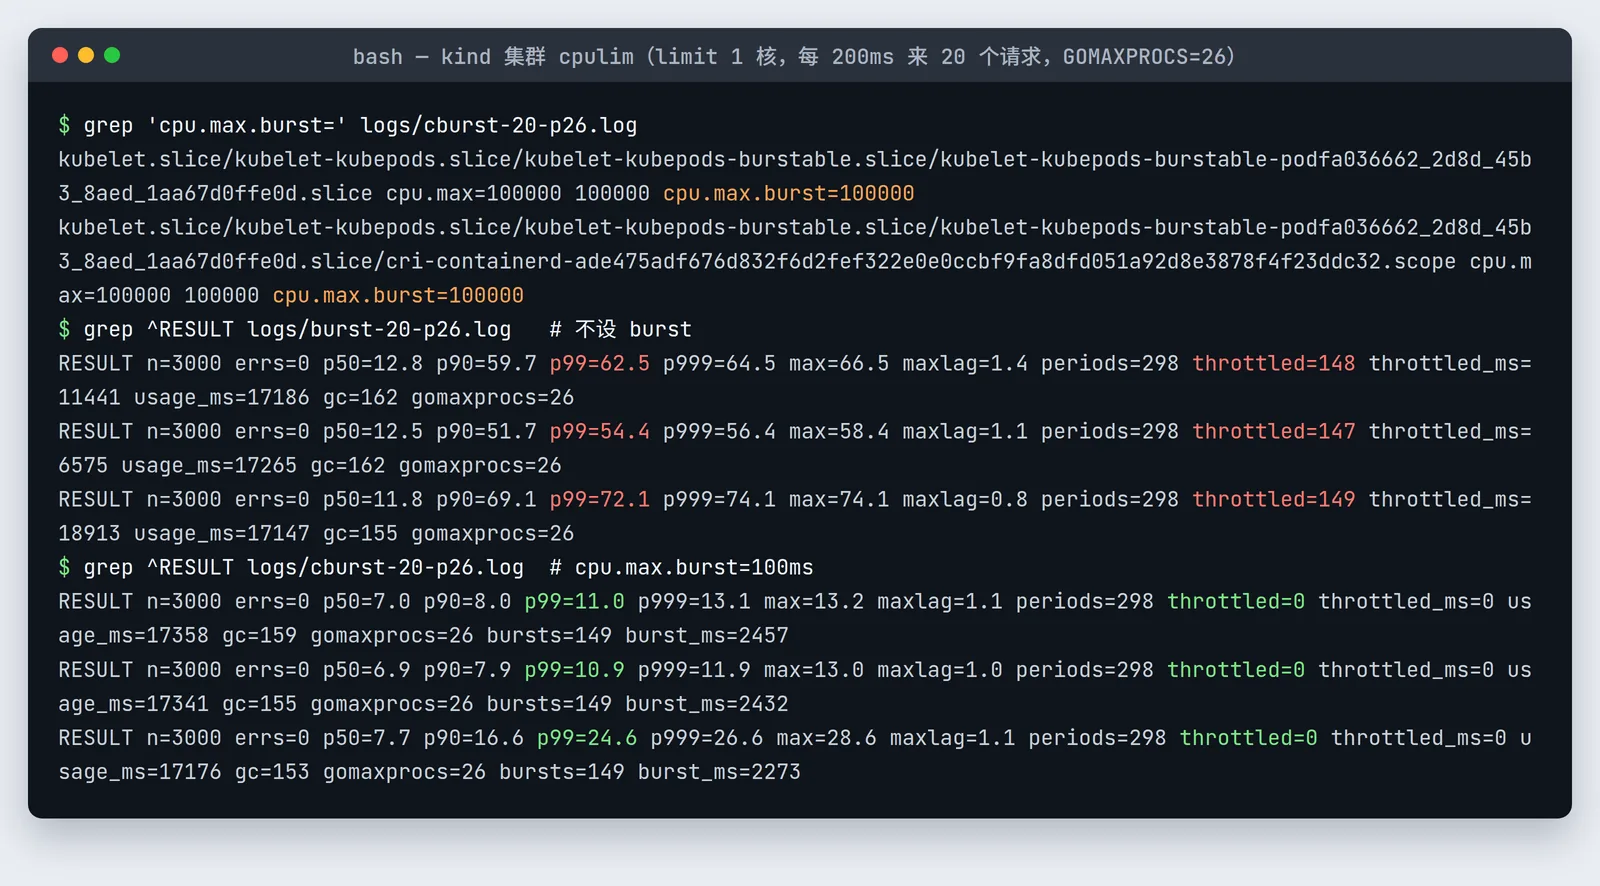 bash — kind 集群 cpulim（limit 1 核，每 200ms 来 20 个请求，GOMAXPROCS=26）
$ grep 'cpu.max.burst=' logs/cburst-20-p26.log
kubelet.slice/kubelet-kubepods.slice/kubelet-kubepods-burstable.slice/kubelet-kubepods-burstable-podfa036662_2d8d_45b
3_8aed_1aa67d0ffe0d.slice cpu.max=100000 100000 cpu.max.burst=100000
kubelet.slice/kubelet-kubepods.slice/kubelet-kubepods-burstable.slice/kubelet-kubepods-burstable-podfa036662_2d8d_45b
3_8aed_1aa67d0ffe0d.slice/cri-containerd-ade475adf676d832f6d2fef322e0e0ccbf9fa8dfd051a92d8e3878f4f23ddc32.scope cpu.m
ax=100000 100000 cpu.max.burst=100000
$ grep ^RESULT logs/burst-20-p26.log   # 不设 burst
RESULT n=3000 errs=0 p50=12.8 p90=59.7 p99=62.5 p999=64.5 max=66.5 maxlag=1.4 periods=298 throttled=148 throttled_ms=
11441 usage_ms=17186 gc=162 gomaxprocs=26
RESULT n=3000 errs=0 p50=12.5 p90=51.7 p99=54.4 p999=56.4 max=58.4 maxlag=1.1 periods=298 throttled=147 throttled_ms=
6575 usage_ms=17265 gc=162 gomaxprocs=26
RESULT n=3000 errs=0 p50=11.8 p90=69.1 p99=72.1 p999=74.1 max=74.1 maxlag=0.8 periods=298 throttled=149 throttled_ms=
18913 usage_ms=17147 gc=155 gomaxprocs=26
$ grep ^RESULT logs/cburst-20-p26.log  # cpu.max.burst=100ms
RESULT n=3000 errs=0 p50=7.0 p90=8.0 p99=11.0 p999=13.1 max=13.2 maxlag=1.1 periods=298 throttled=0 throttled_ms=0 us
age_ms=17358 gc=159 gomaxprocs=26 bursts=149 burst_ms=2457
RESULT n=3000 errs=0 p50=6.9 p90=7.9 p99=10.9 p999=11.9 max=13.0 maxlag=1.0 periods=298 throttled=0 throttled_ms=0 us
age_ms=17341 gc=155 gomaxprocs=26 bursts=149 burst_ms=2432
RESULT n=3000 errs=0 p50=7.7 p90=16.6 p99=24.6 p999=26.6 max=28.6 maxlag=1.1 periods=298 throttled=0 throttled_ms=0 u
sage_ms=17176 gc=153 gomaxprocs=26 bursts=149 burst_ms=2273